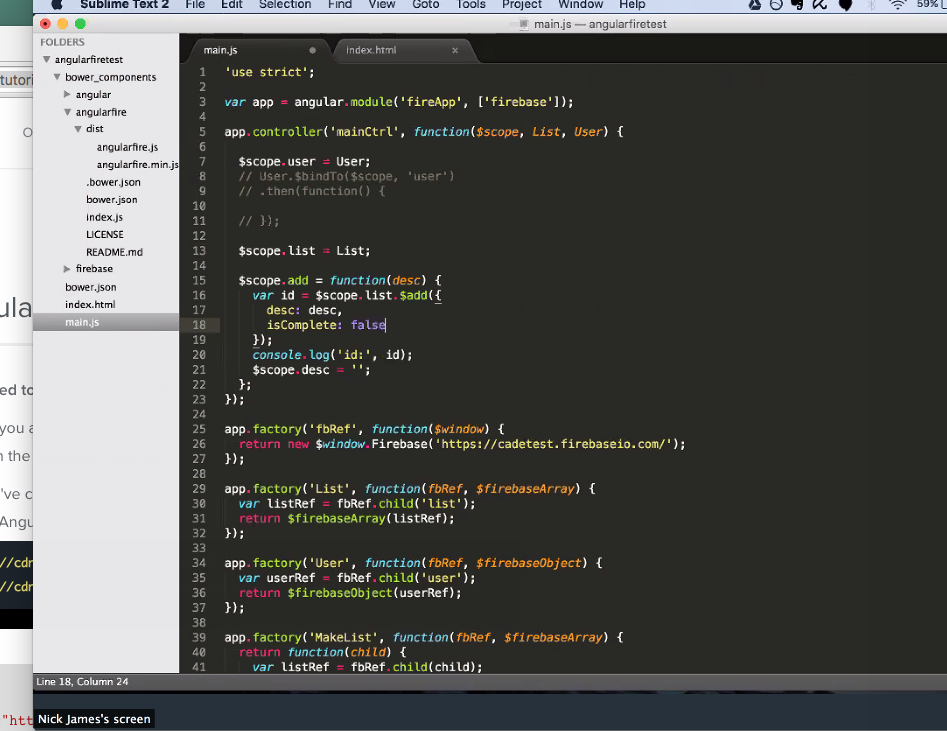 Sublime Text 2 File Edit Selection Find View Goto Tools Project Window Help 59%
main.js — angularfiretest
FOLDERS
angularfiretest
bower_components
angular
angularfire
dist
angularfire.js
angularfire.min.js
.bower.json
bower.json
index.js
LICENSE
README.md
firebase
bower.json
index.html
main.js
main.js
index.html x
1 'use strict';
2
3 var app = angular.module('fireApp', ['firebase']);
4
5 app.controller('mainCtrl', function($scope, List, User) {
6
7 $scope.user = User;
8 // User.$bindTo($scope, 'user')
9 // .then(function() {
10
11 // });
12
13 $scope.list = List;
14
15 $scope.add = function(desc) {
16 var id = $scope.list.$add({
17 desc: desc,
18 isComplete: false
19 });
20 console.log('id:', id);
21 $scope.desc = '';
22 };
23 });
24
25 app.factory('fbRef', function($window) {
26 return new $window.Firebase('https://cadetest.firebaseio.com/');
27 });
28
29 app.factory('List', function(fbRef, $firebaseArray) {
30 var listRef = fbRef.child('list');
31 return $firebaseArray(listRef);
32 });
33
34 app.factory('User', function(fbRef, $firebaseObject) {
35 var userRef = fbRef.child('user');
36 return $firebaseObject(userRef);
37 });
38
39 app.factory('MakeList', function(fbRef, $firebaseArray) {
40 return function(child) {
41 var listRef = fbRef.child(child);
Line 18, Column 24
Nick James's screen
tutori
ula
ed to
you a
n the
've c
Angu
//cdr
//cdr
"htt